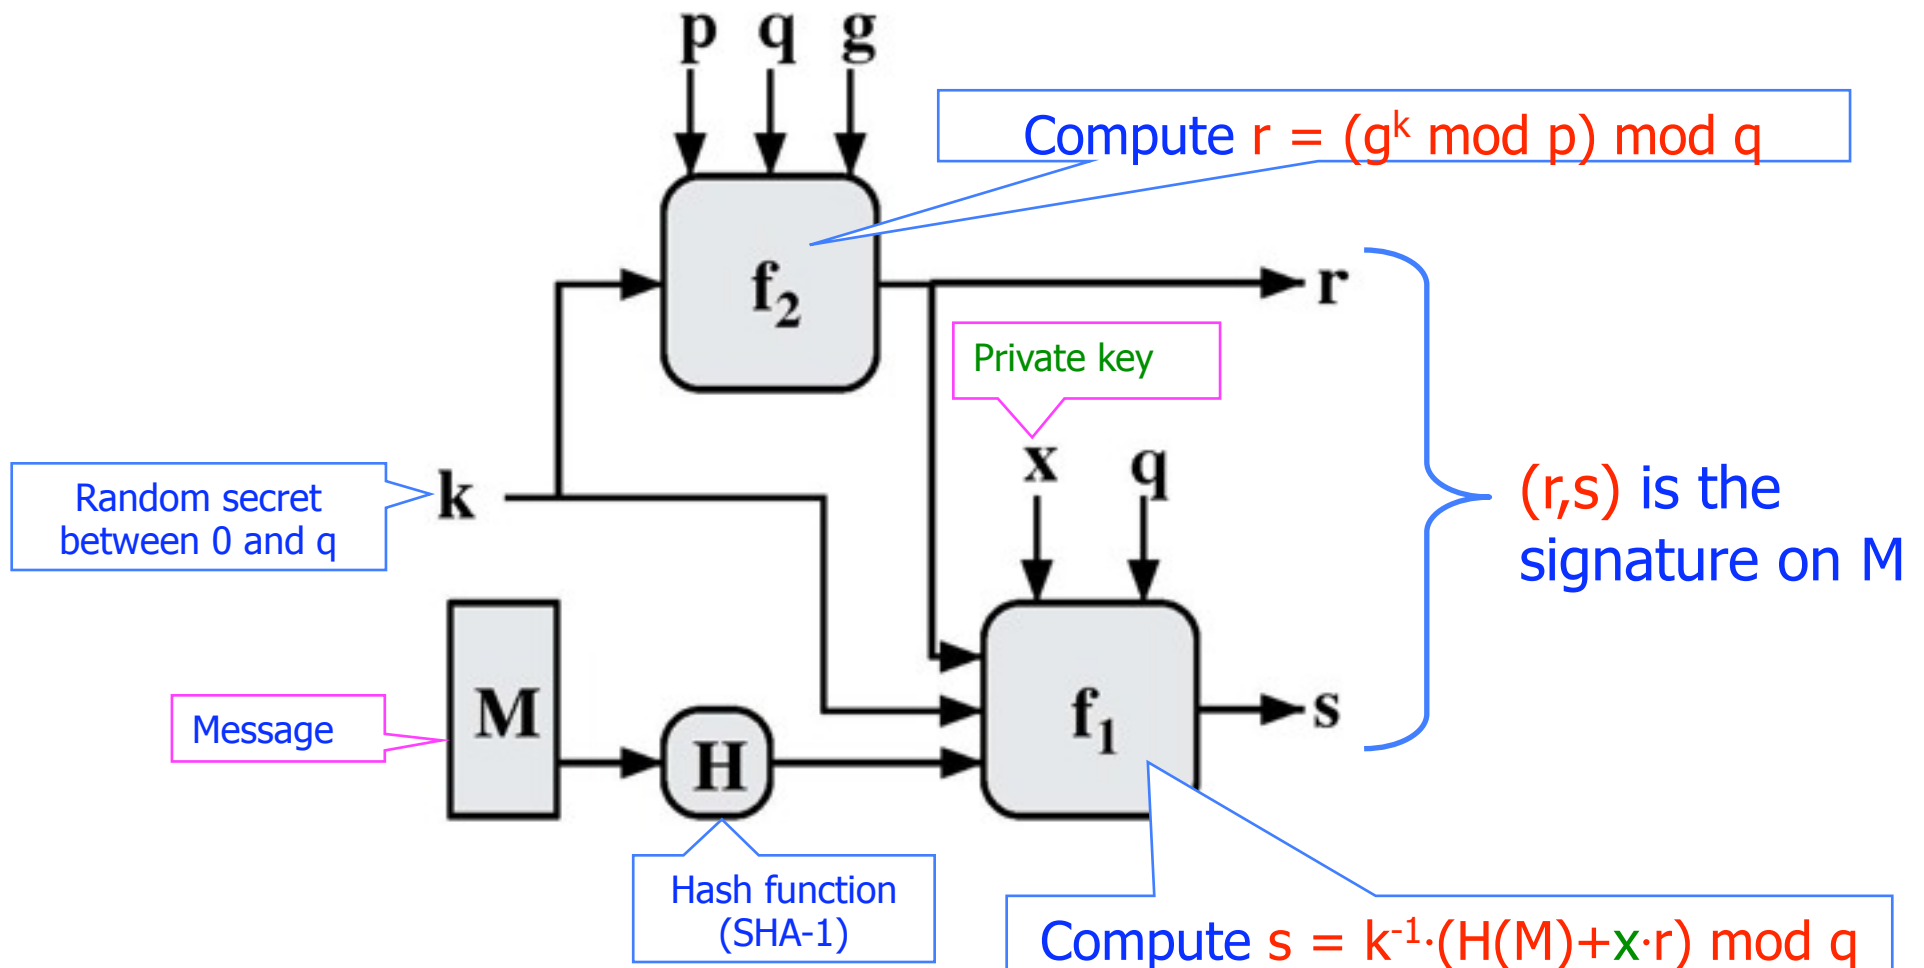 p q g
Compute r = (gᵏ mod p) mod q
f₂
r
Private key
x q
k
Random secret
between 0 and q
(r,s) is the
signature on M
Message
M
H
f₁
s
Hash function
(SHA-1)
Compute s = k⁻¹·(H(M)+x·r) mod q